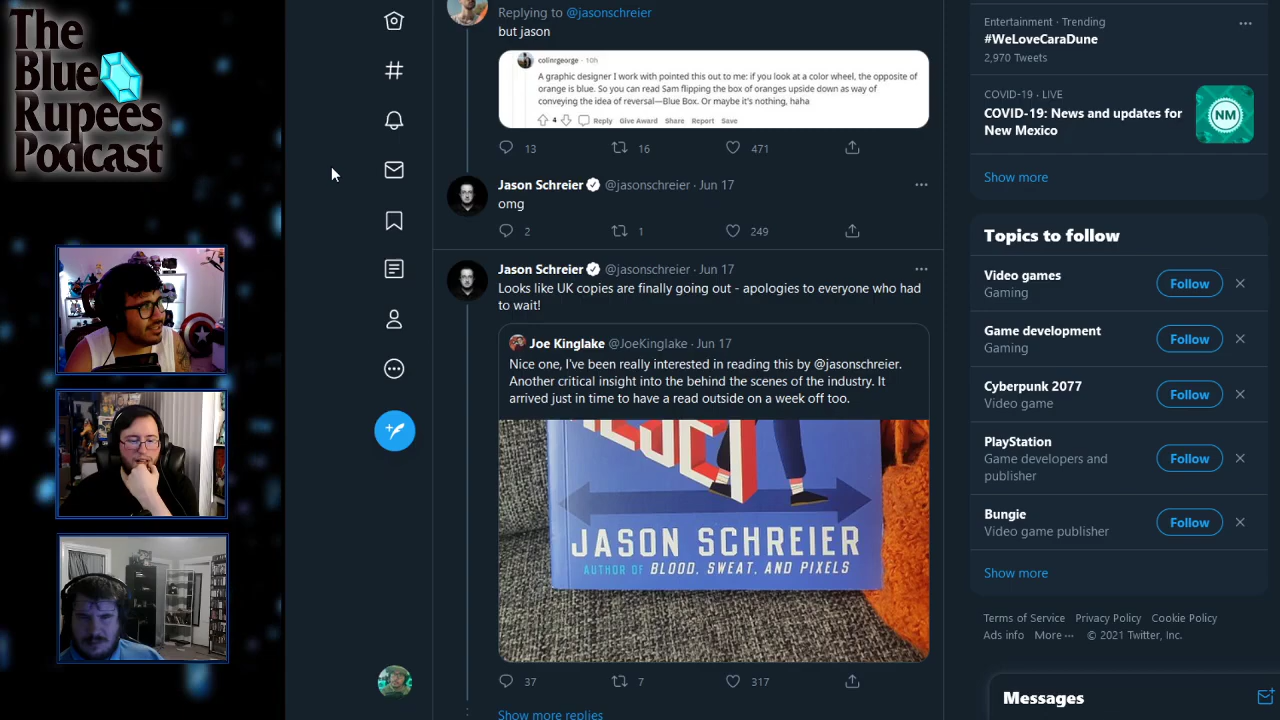 The
Blue
Rupees
Podcast
Replying to @jasonschreier
but jason
colinrgeorge · 10h
A graphic designer I work with pointed this out to me: if you look at a color wheel, the opposite of
orange is blue. So you can read Sam flipping the box of oranges upside down as way of
conveying the idea of reversal—Blue Box. Or maybe it's nothing, haha
4 Reply Give Award Share Report Save
13 16 471
Jason Schreier @jasonschreier · Jun 17
omg
2 1 249
Jason Schreier @jasonschreier · Jun 17
Looks like UK copies are finally going out - apologies to everyone who had
to wait!
Joe Kinglake @JoeKinglake · Jun 17
Nice one, I've been really interested in reading this by @jasonschreier.
Another critical insight into the behind the scenes of the industry. It
arrived just in time to have a read outside on a week off too.
JASON SCHREIER
AUTHOR OF BLOOD, SWEAT, AND PIXELS
37 7 317
Show more replies
Entertainment · Trending
#WeLoveCaraDune
2,970 Tweets
COVID-19 · LIVE
COVID-19: News and updates for
New Mexico
NM
Show more
Topics to follow
Video games
Gaming
Follow
Game development
Gaming
Follow
Cyberpunk 2077
Video game
Follow
PlayStation
Game developers and
publisher
Follow
Bungie
Video game publisher
Follow
Show more
Terms of Service Privacy Policy Cookie Policy
Ads info More ··· © 2021 Twitter, Inc.
Messages